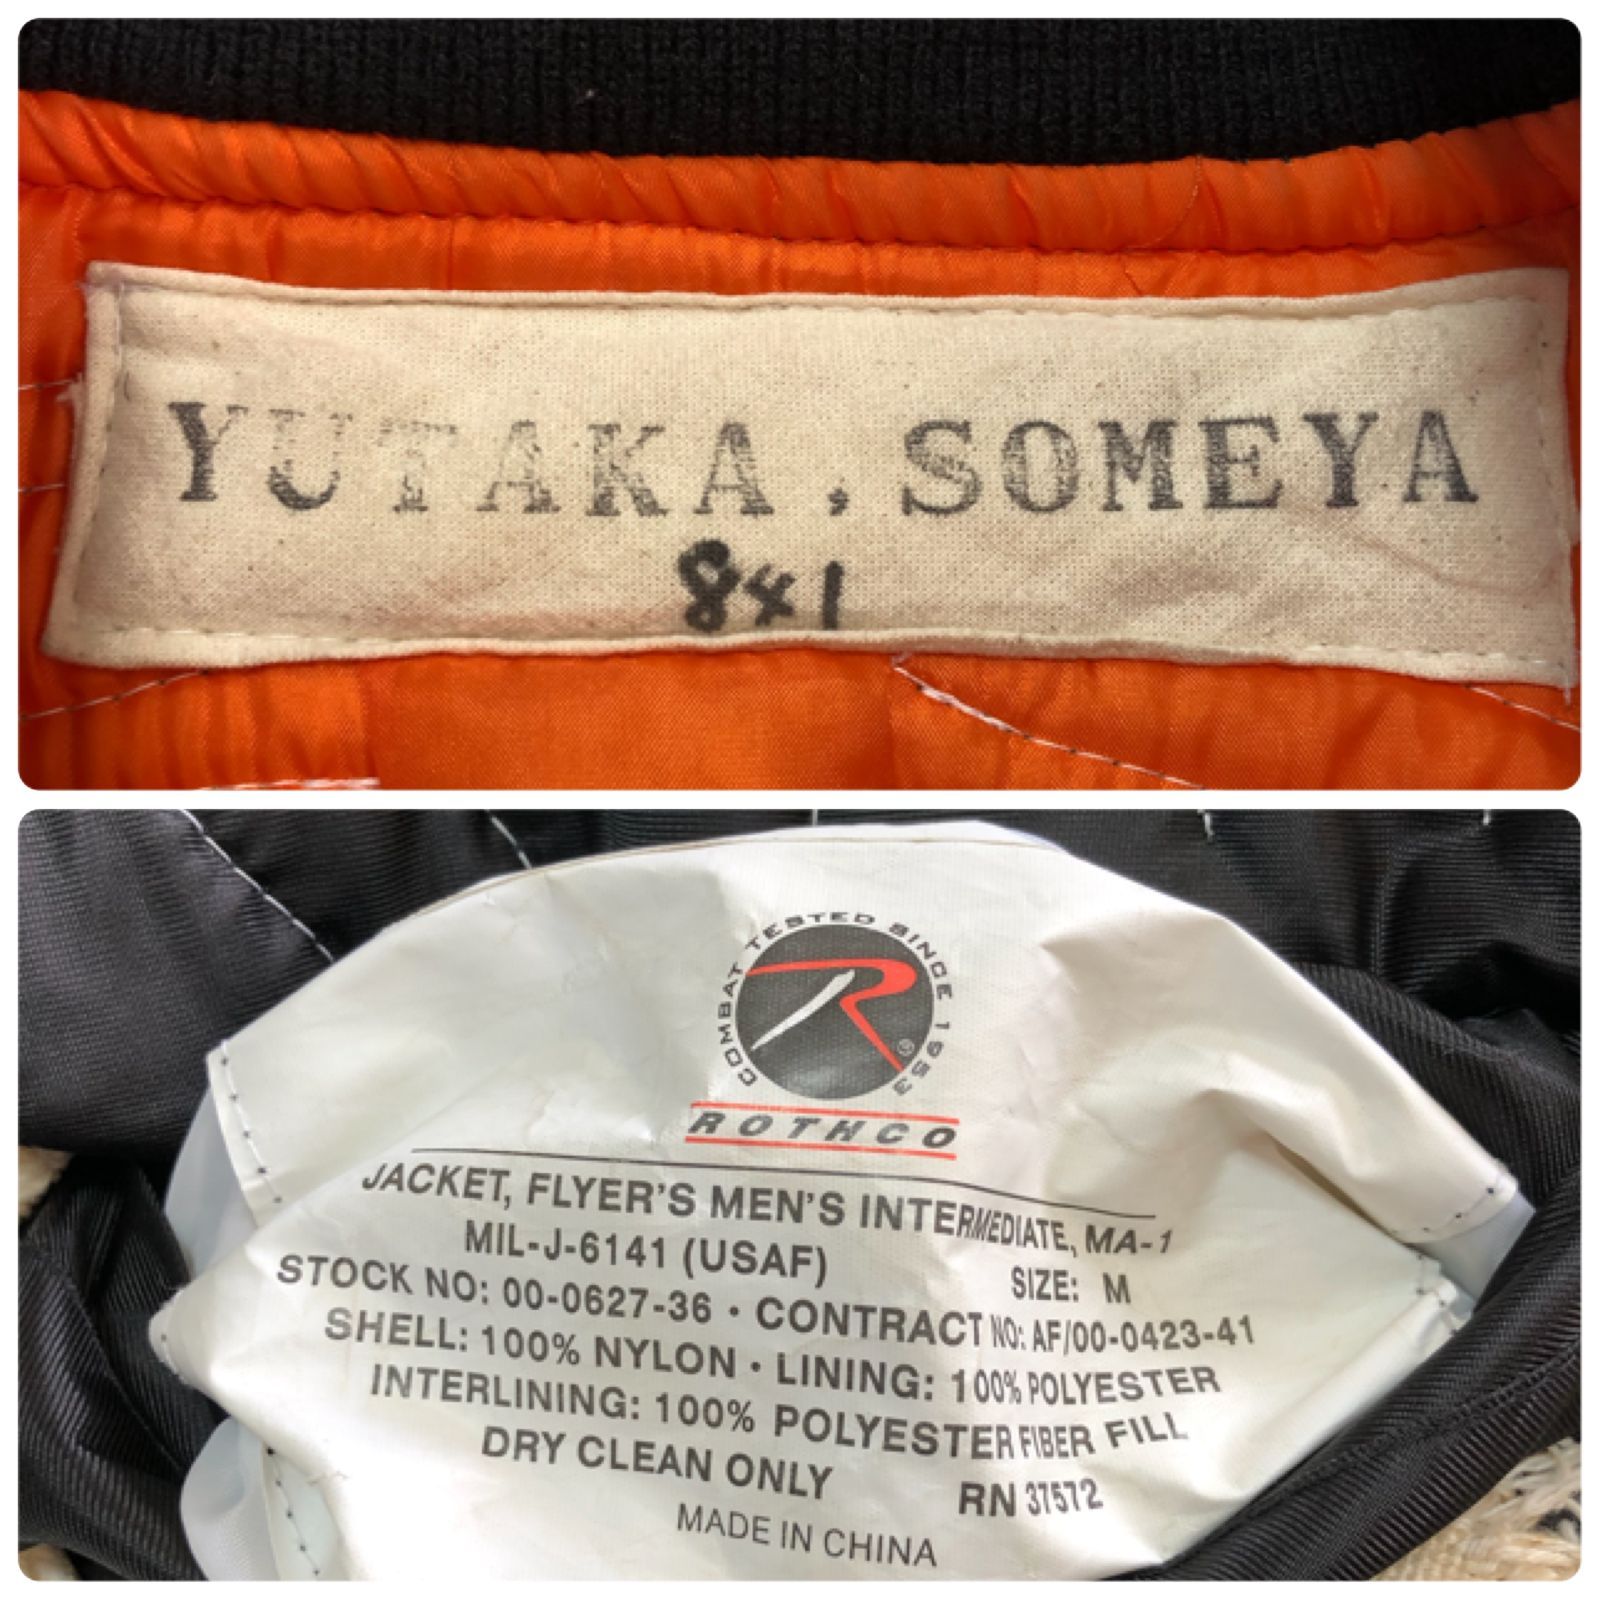 YUTAKA. SOMEYA
841
COMBAT TESTED SINCE 1953
R®
ROTHCO
JACKET, FLYER'S MEN'S INTERMEDIATE, MA-1
MIL-J-6141 (USAF) SIZE: M
STOCK NO: 00-0627-36 • CONTRACT NO: AF/00-0423-41
SHELL: 100% NYLON • LINING: 100% POLYESTER
INTERLINING: 100% POLYESTER FIBER FILL
DRY CLEAN ONLY RN 37572
MADE IN CHINA